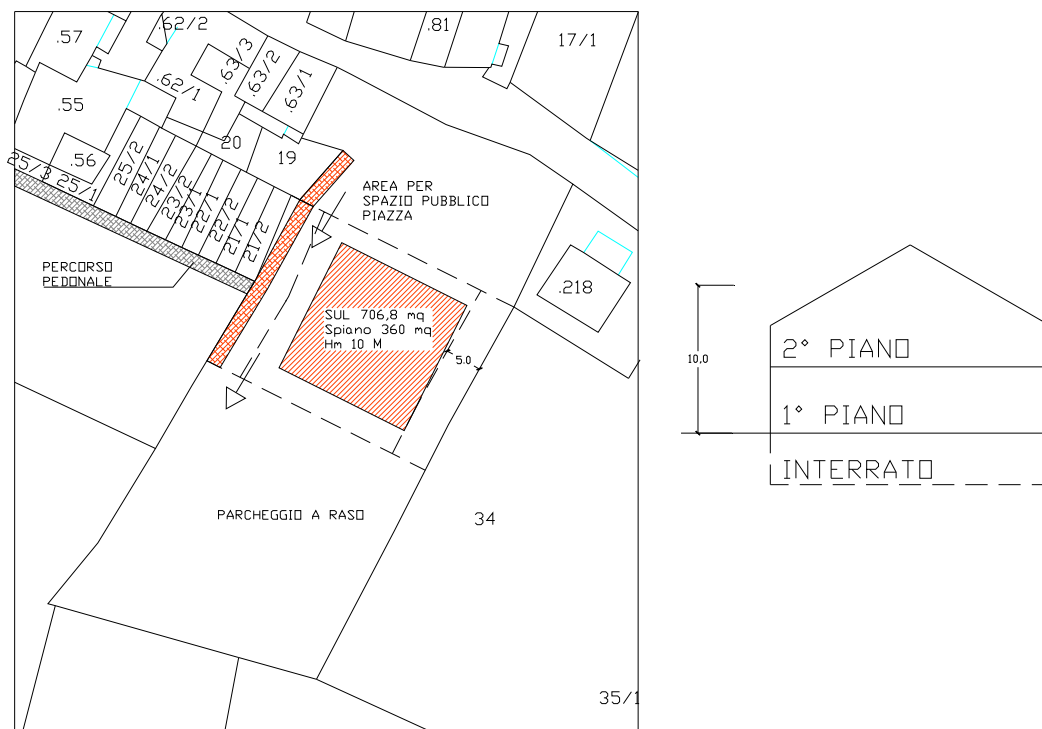 .57
.62/2
.81
17/1
.63/3
.63/2
.63/1
.62/1
.55
.56
20
19
25/3
25/1
25/2
24/1
24/2
23/2
23/1
22/1
22/2
21/1
21/2
AREA PER
SPAZIO PUBBLICO
PIAZZA
PERCORSO
PEDONALE
.218
SUL 706,8 mq
Spiano 360 mq
Hm 10 M
5.0
PARCHEGGIO A RASO
34
35/1
10,0
2° PIANO
1° PIANO
INTERRATO